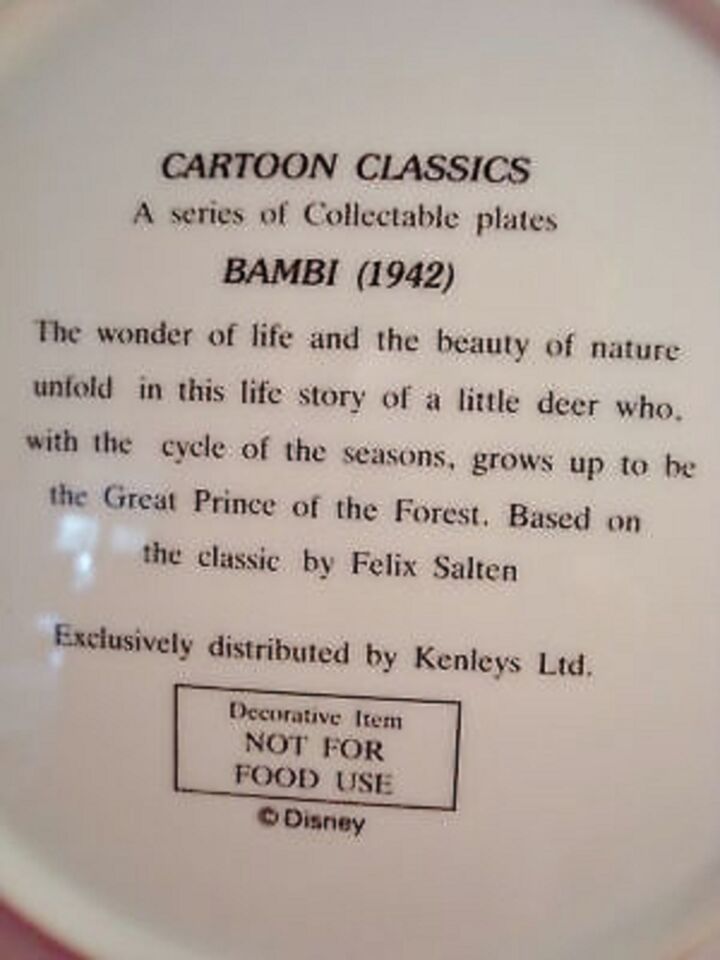 CARTOON CLASSICS
A series of Collectable plates
BAMBI (1942)
The wonder of life and the beauty of nature
unfold in this life story of a little deer who,
with the cycle of the seasons, grows up to be
the Great Prince of the Forest. Based on
the classic by Felix Salten
Exclusively distributed by Kenleys Ltd.
Decorative Item
NOT FOR
FOOD USE
© Disney